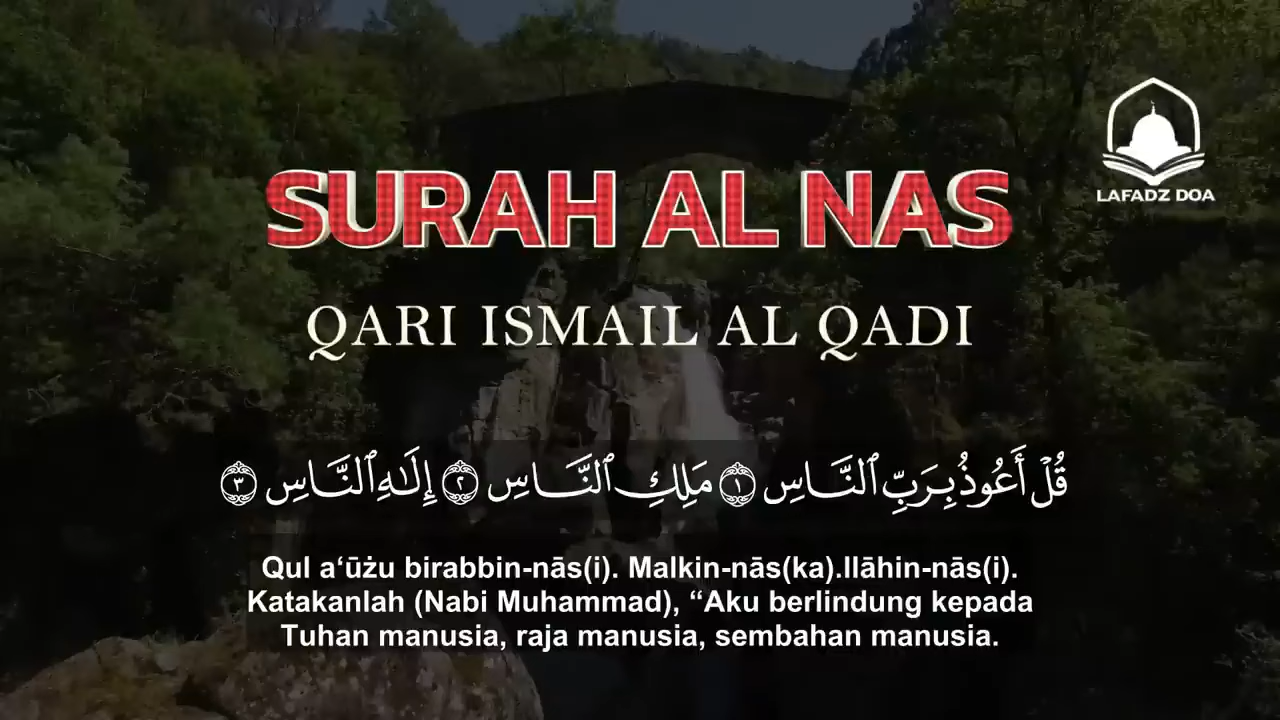 SURAH AL NAS
LAFADZ DOA
QARI ISMAIL AL QADI
قُلْ أَعُوذُ بِرَبِّ ٱلنَّاسِ ١ مَلِكِ ٱلنَّاسِ ٢ إِلَٰهِ ٱلنَّاسِ ٣
Qul a‘ūżu birabbin-nās(i). Malkin-nās(ka).Ilāhin-nās(i).
Katakanlah (Nabi Muhammad), “Aku berlindung kepada
Tuhan manusia, raja manusia, sembahan manusia.